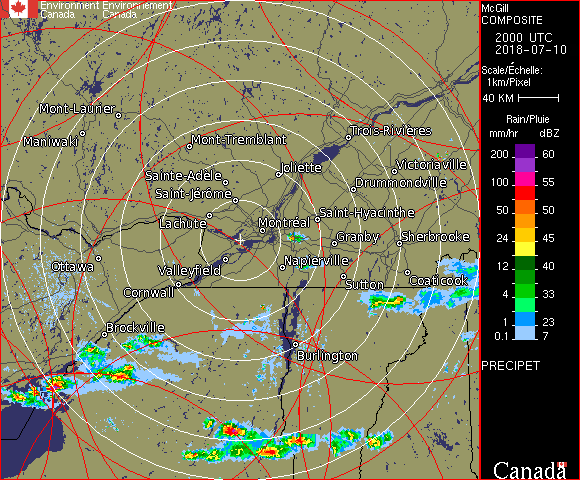 Environment Environnement
Canada Canada
McGill
COMPOSITE
2000 UTC
2018-07-10
Scale/Échelle:
1km/Pixel
40 KM
Rain/Pluie
mm/hr dBZ
200 60
150 55
100 55
50 50
24 45
12 40
4 33
1 23
0.1 7
PRECIPET
Canada
Mont-Laurier
Maniwaki
Mont-Tremblant
Trois-Rivières
Joliette
Victoriaville
Sainte-Adèle
Drummondville
Saint-Jérôme
Lachute
Saint-Hyacinthe
Montréal
Granby
Sherbrooke
Ottawa
Valleyfield
Napierville
Cornwall
Sutton
Coaticook
Brockville
Burlington